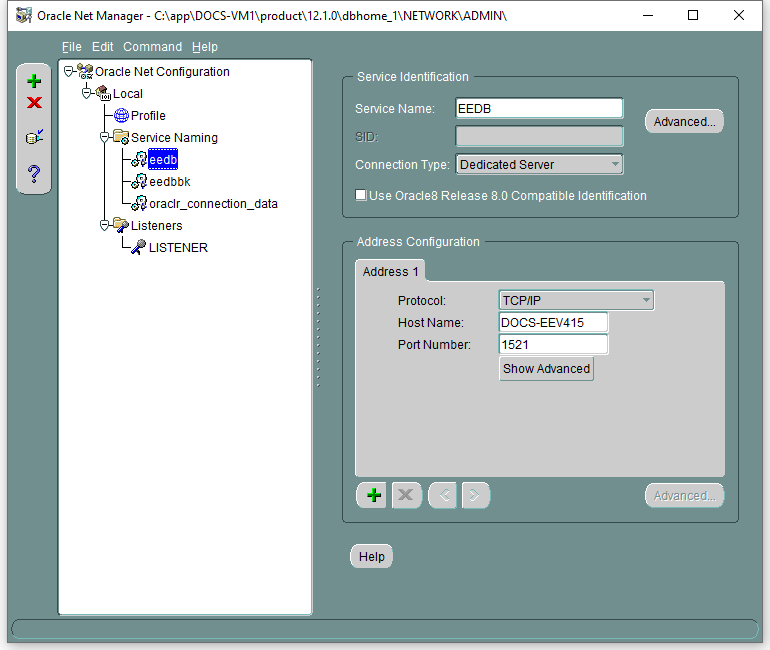 Oracle Net Manager - C:\app\DOCS-VM1\product\12.1.0\dbhome_1\NETWORK\ADMIN\
File Edit Command Help
Oracle Net Configuration
Local
Profile
Service Naming
eedb
eedbbk
oraclr_connection_data
Listeners
LISTENER
Service Identification
Service Name: EEDB
Advanced...
SID:
Connection Type: Dedicated Server
Use Oracle8 Release 8.0 Compatible Identification
Address Configuration
Address 1
Protocol: TCP/IP
Host Name: DOCS-EEV415
Port Number: 1521
Show Advanced
Advanced...
Help